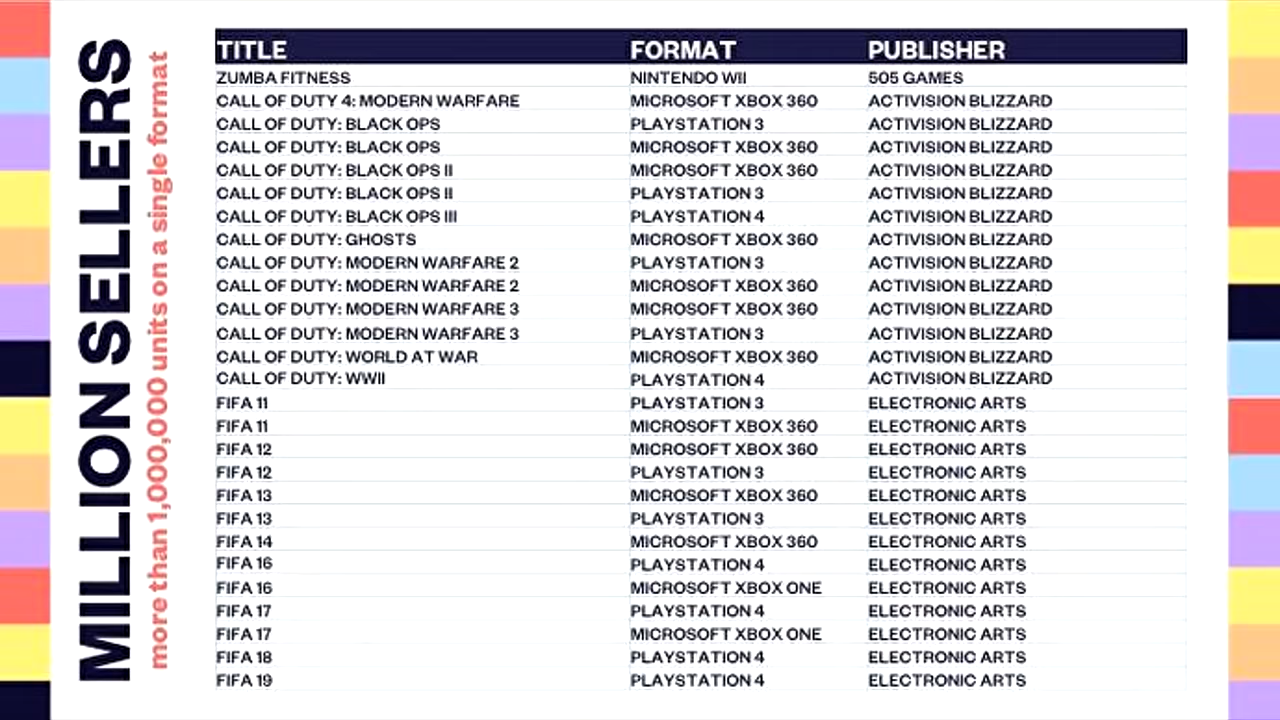 MILLION SELLERS
more than 1,000,000 units on a single format
TITLE FORMAT PUBLISHER
ZUMBA FITNESS NINTENDO WII 505 GAMES
CALL OF DUTY 4: MODERN WARFARE MICROSOFT XBOX 360 ACTIVISION BLIZZARD
CALL OF DUTY: BLACK OPS PLAYSTATION 3 ACTIVISION BLIZZARD
CALL OF DUTY: BLACK OPS MICROSOFT XBOX 360 ACTIVISION BLIZZARD
CALL OF DUTY: BLACK OPS II MICROSOFT XBOX 360 ACTIVISION BLIZZARD
CALL OF DUTY: BLACK OPS II PLAYSTATION 3 ACTIVISION BLIZZARD
CALL OF DUTY: BLACK OPS III PLAYSTATION 4 ACTIVISION BLIZZARD
CALL OF DUTY: GHOSTS MICROSOFT XBOX 360 ACTIVISION BLIZZARD
CALL OF DUTY: MODERN WARFARE 2 PLAYSTATION 3 ACTIVISION BLIZZARD
CALL OF DUTY: MODERN WARFARE 2 MICROSOFT XBOX 360 ACTIVISION BLIZZARD
CALL OF DUTY: MODERN WARFARE 3 MICROSOFT XBOX 360 ACTIVISION BLIZZARD
CALL OF DUTY: MODERN WARFARE 3 PLAYSTATION 3 ACTIVISION BLIZZARD
CALL OF DUTY: WORLD AT WAR MICROSOFT XBOX 360 ACTIVISION BLIZZARD
CALL OF DUTY: WWII PLAYSTATION 4 ACTIVISION BLIZZARD
FIFA 11 PLAYSTATION 3 ELECTRONIC ARTS
FIFA 11 MICROSOFT XBOX 360 ELECTRONIC ARTS
FIFA 12 MICROSOFT XBOX 360 ELECTRONIC ARTS
FIFA 12 PLAYSTATION 3 ELECTRONIC ARTS
FIFA 13 MICROSOFT XBOX 360 ELECTRONIC ARTS
FIFA 13 PLAYSTATION 3 ELECTRONIC ARTS
FIFA 14 MICROSOFT XBOX 360 ELECTRONIC ARTS
FIFA 16 PLAYSTATION 4 ELECTRONIC ARTS
FIFA 16 MICROSOFT XBOX ONE ELECTRONIC ARTS
FIFA 17 PLAYSTATION 4 ELECTRONIC ARTS
FIFA 17 MICROSOFT XBOX ONE ELECTRONIC ARTS
FIFA 18 PLAYSTATION 4 ELECTRONIC ARTS
FIFA 19 PLAYSTATION 4 ELECTRONIC ARTS